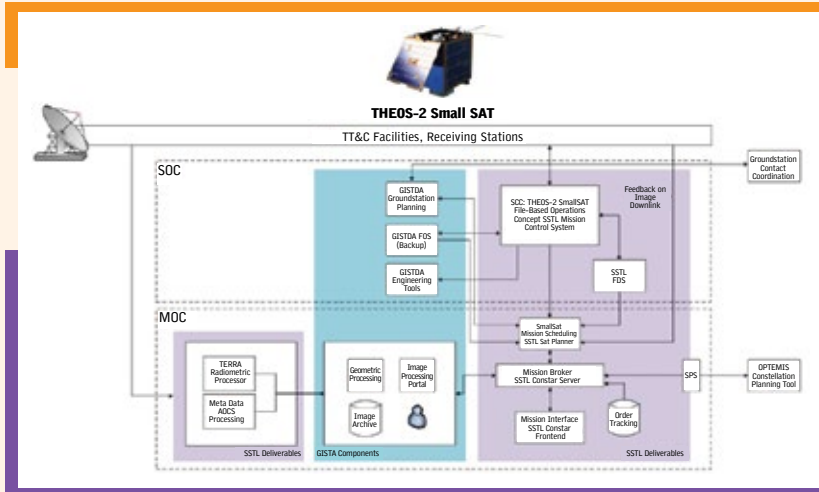 THEOS-2 Small SAT
TT&C Facilities, Receiving Stations
SOC
Groundstation
Contact
Coordination
GISTDA
Groundstation
Planning
GISTDA FOS
(Backup)
GISTDA
Engineering
Tools
SCC: THEOS-2 SmallSAT
File-Based Operations
Concept SSTL Mission
Control System
Feedback on
Image
Downlink
SSTL
FDS
MOC
SmallSat
Mission Scheduling
SSTL Sat Planner
TERRA
Radiometric
Processor
Meta Data
AOCS
Processing
SSTL Deliverables
Geometric
Processing
Image
Processing
Portal
Image
Archive
GISTA Components
Mission Broker
SSTL Constar Server
SPS
OPTEMIS
Constellation
Planning Tool
Mission Interface
SSTL Constar
Frontend
Order
Tracking
SSTL Deliverables